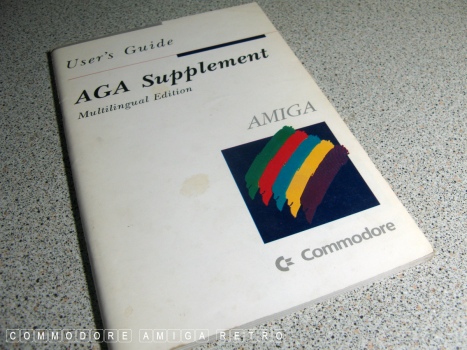 User's Guide
AGA Supplement
Multilingual Edition
AMIGA
Commodore
COMMODORE AMIGA RETRO